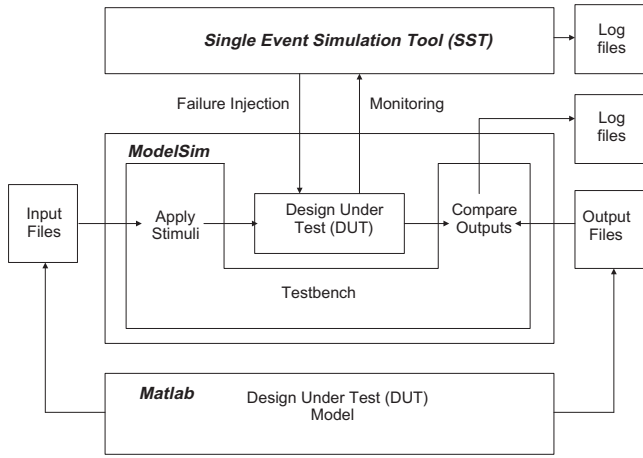 Single Event Simulation Tool (SST)
Log
files
Failure Injection
Monitoring
Log
files
ModelSim
Input
Files
Apply
Stimuli
Design Under
Test (DUT)
Compare
Outputs
Output
Files
Testbench
Matlab
Design Under Test (DUT)
Model